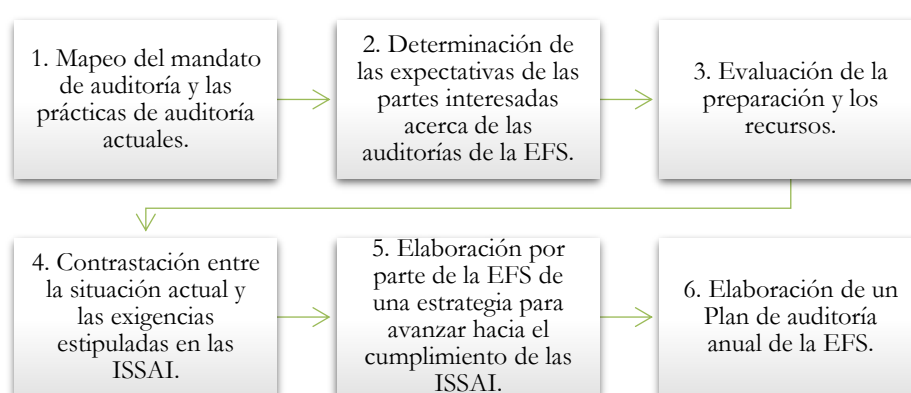 1. Mapeo del mandato
de auditoría y las
prácticas de auditoría
actuales.
2. Determinación de
las expectativas de las
partes interesadas
acerca de las
auditorías de la EFS.
3. Evaluación de la
preparación y los
recursos.
4. Contrastación entre
la situación actual y
las exigencias
estipuladas en las
ISSAI.
5. Elaboración por
parte de la EFS de
una estrategia para
avanzar hacia el
cumplimiento de las
ISSAI.
6. Elaboración de un
Plan de auditoría
anual de la EFS.